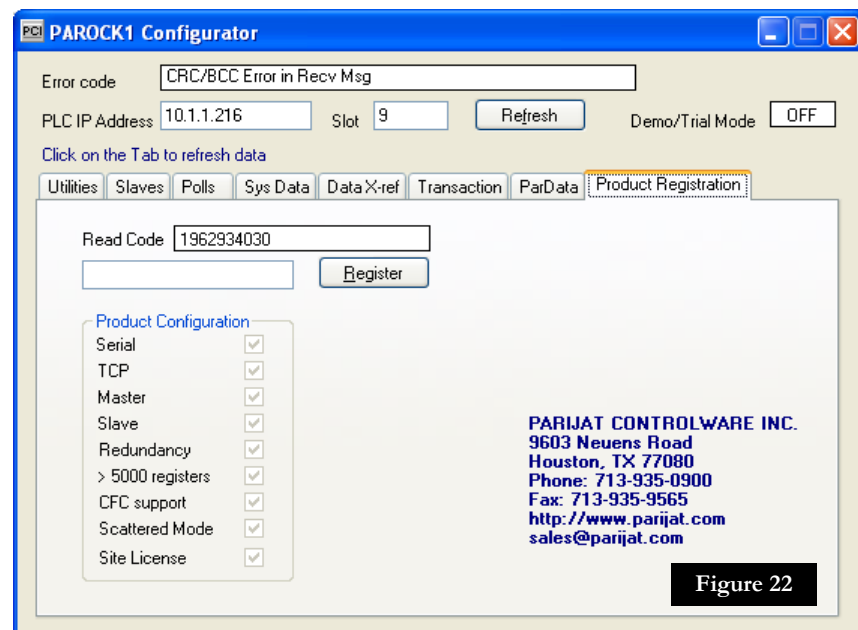 PCI PAROCK1 Configurator
Error code CRC/BCC Error in Recv Msg
PLC IP Address 10.1.1.216 Slot 9 Refresh Demo/Trial Mode OFF
Click on the Tab to refresh data
Utilities Slaves Polls Sys Data Data X-ref Transaction ParData Product Registration
Read Code 1962934030
Register
Product Configuration
Serial
TCP
Master
Slave
Redundancy
> 5000 registers
CFC support
Scattered Mode
Site License
PARIJAT CONTROLWARE INC.
9603 Neuens Road
Houston, TX 77080
Phone: 713-935-0900
Fax: 713-935-9565
http://www.parijat.com
sales@parijat.com
Figure 22